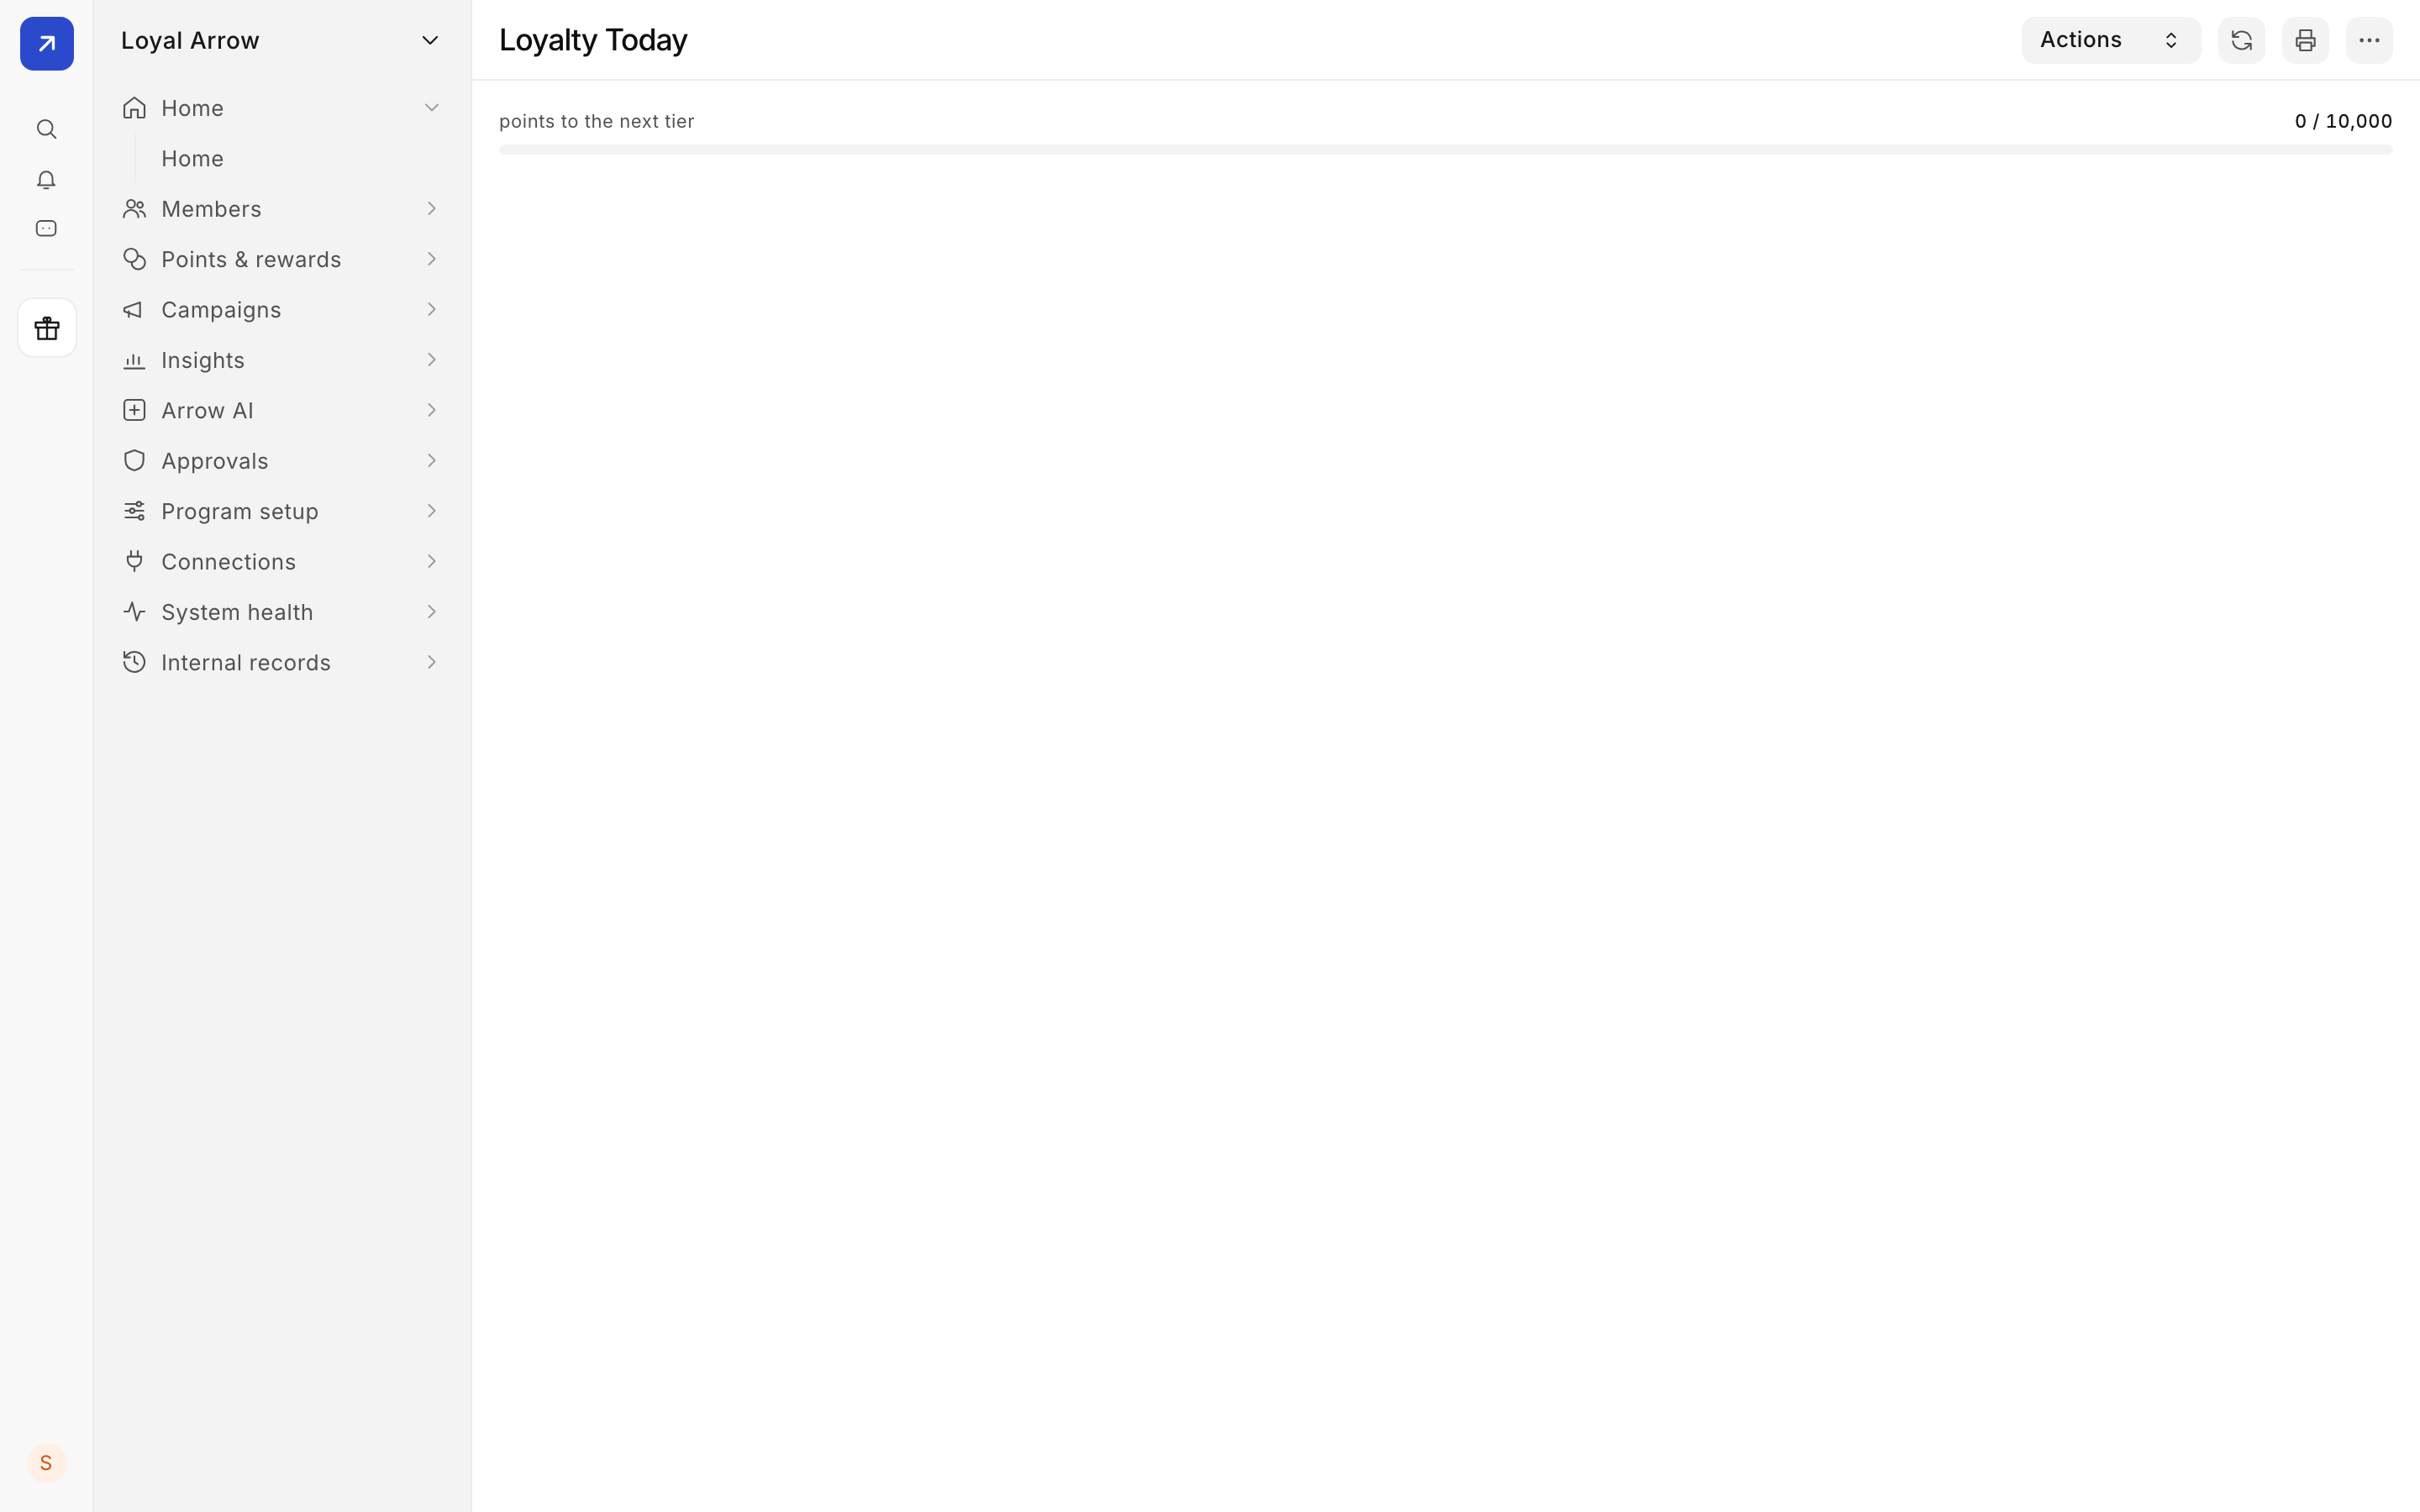 Loyal Arrow
Home
Home
Members
Points & rewards
Campaigns
Insights
Arrow AI
Approvals
Program setup
Connections
System health
Internal records
S
Loyalty Today
Actions
points to the next tier
0 / 10,000